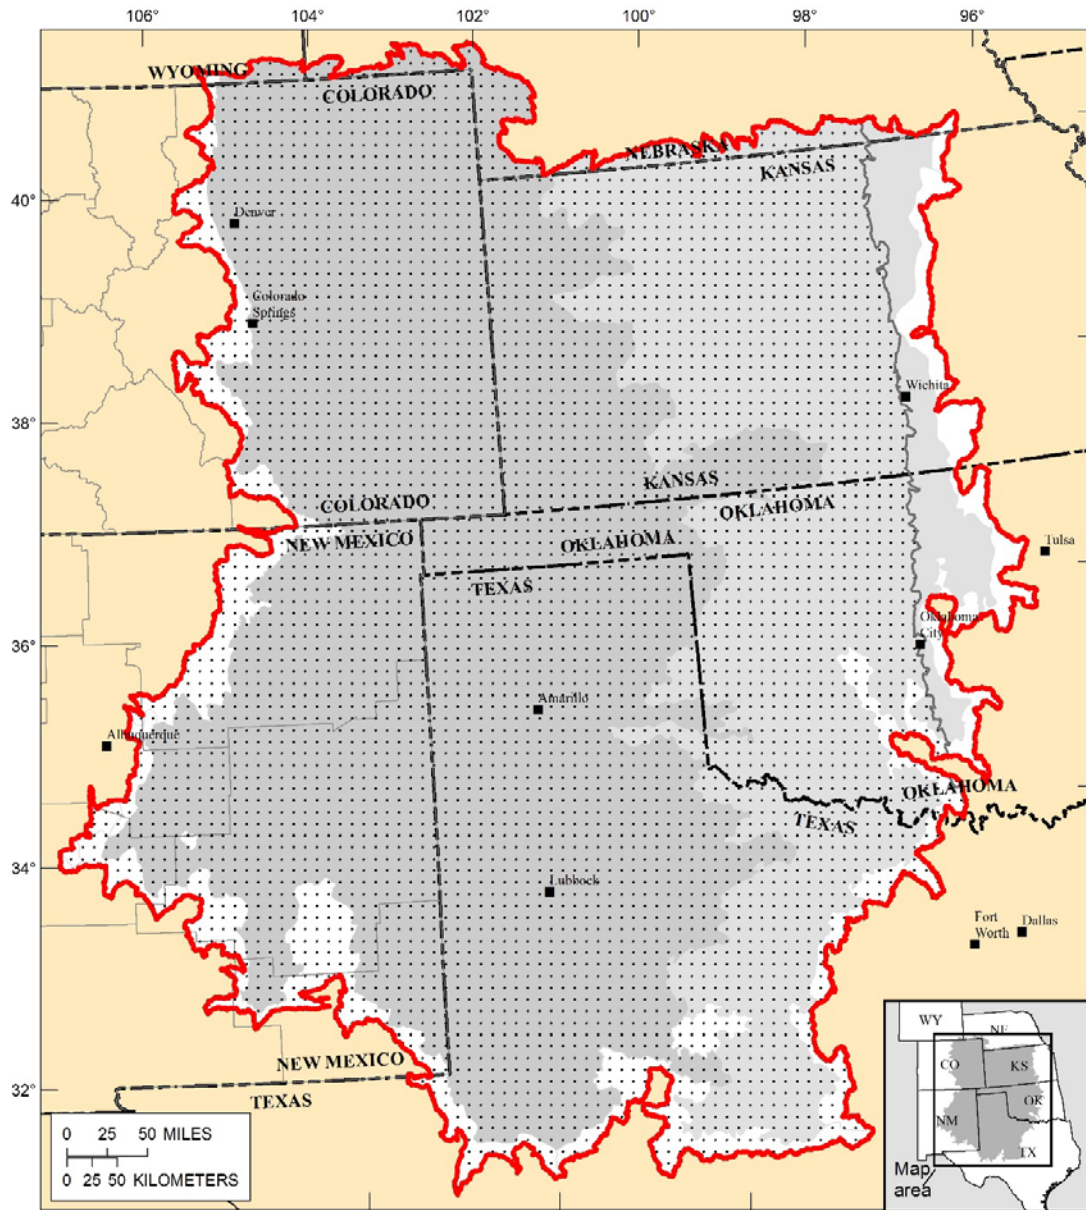 106° 104° 102° 100° 98° 96°
WYOMING
COLORADO
NEBRASKA
KANSAS
40°
Denver
Colorado
Springs
Wichita
38°
COLORADO
KANSAS
OKLAHOMA
NEW MEXICO
OKLAHOMA
Tulsa
TEXAS
36°
Oklahoma
City
Amarillo
Albuquerque
OKLAHOMA
TEXAS
34°
Lubbock
Fort
Worth
Dallas
WY
NE
NEW MEXICO
CO
KS
32°
TEXAS
OK
NM
0 25 50 MILES
TX
0 25 50 KILOMETERS
Map
area